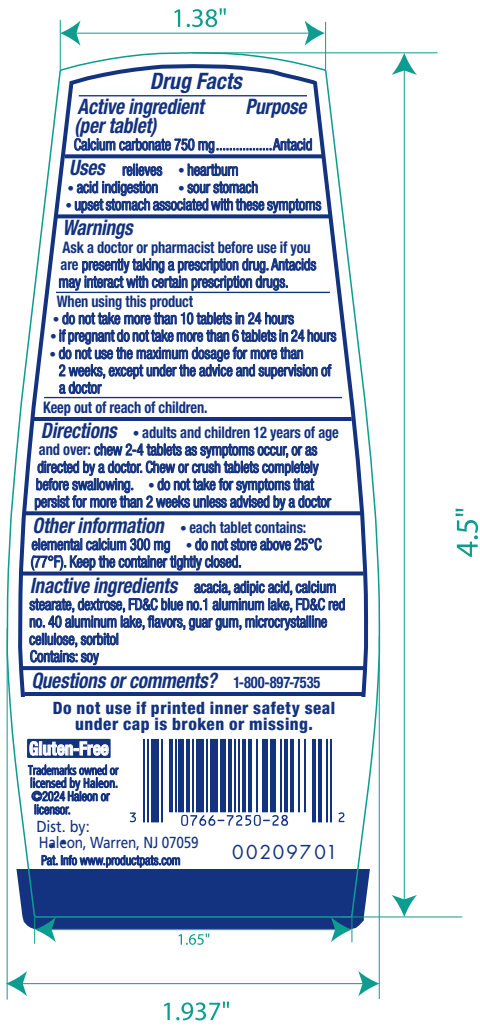 1.38"
Drug Facts
Active ingredient Purpose
(per tablet)
Calcium carbonate 750 mg.................Antacid
Uses relieves • heartburn
• acid indigestion • sour stomach
• upset stomach associated with these symptoms
Warnings
Ask a doctor or pharmacist before use if you
are presently taking a prescription drug. Antacids
may interact with certain prescription drugs.
When using this product
• do not take more than 10 tablets in 24 hours
• if pregnant do not take more than 6 tablets in 24 hours
• do not use the maximum dosage for more than
2 weeks, except under the advice and supervision of
a doctor
Keep out of reach of children.
Directions • adults and children 12 years of age
and over: chew 2-4 tablets as symptoms occur, or as
directed by a doctor. Chew or crush tablets completely
before swallowing. • do not take for symptoms that
persist for more than 2 weeks unless advised by a doctor
Other information • each tablet contains:
elemental calcium 300 mg • do not store above 25°C
(77°F). Keep the container tightly closed.
Inactive ingredients acacia, adipic acid, calcium
stearate, dextrose, FD&C blue no.1 aluminum lake, FD&C red
no. 40 aluminum lake, flavors, guar gum, microcrystalline
cellulose, sorbitol
Contains: soy
Questions or comments? 1-800-897-7535
Do not use if printed inner safety seal
under cap is broken or missing.
Gluten-Free
Trademarks owned or
licensed by Haleon.
©2024 Haleon or
licensor.
Dist. by:
Haleon, Warren, NJ 07059
Pat. Info www.productpats.com
3 0766-7250-28 2
00209701
4.5"
1.65"
1.937"